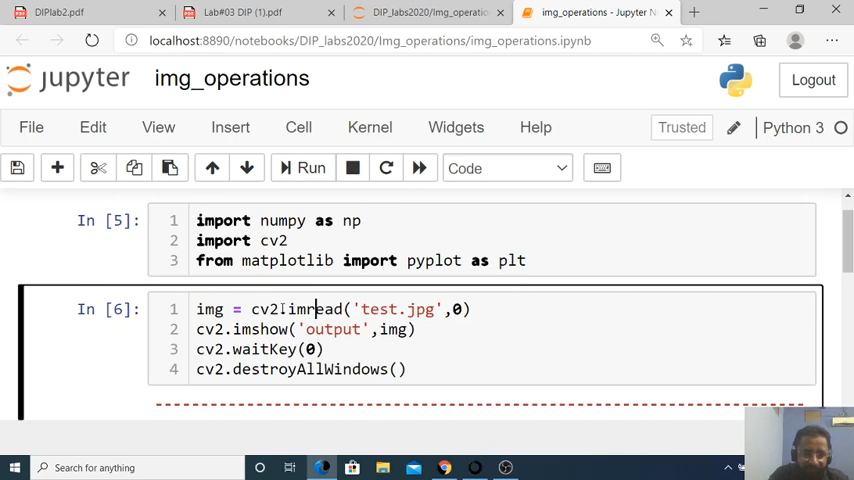 DIPlab2.pdf
Lab#03 DIP (1).pdf
DIP_labs2020/Img_operatio
img_operations - Jupyter N
localhost:8890/notebooks/DIP_labs2020/Img_operations/img_operations.ipynb
jupyter img_operations
Logout
File Edit View Insert Cell Kernel Widgets Help
Trusted
Python 3
Run
Code
In [5]:
1 import numpy as np
2 import cv2
3 from matplotlib import pyplot as plt
In [6]:
1 img = cv2.imread('test.jpg',0)
2 cv2.imshow('output',img)
3 cv2.waitKey(0)
4 cv2.destroyAllWindows()
Search for anything